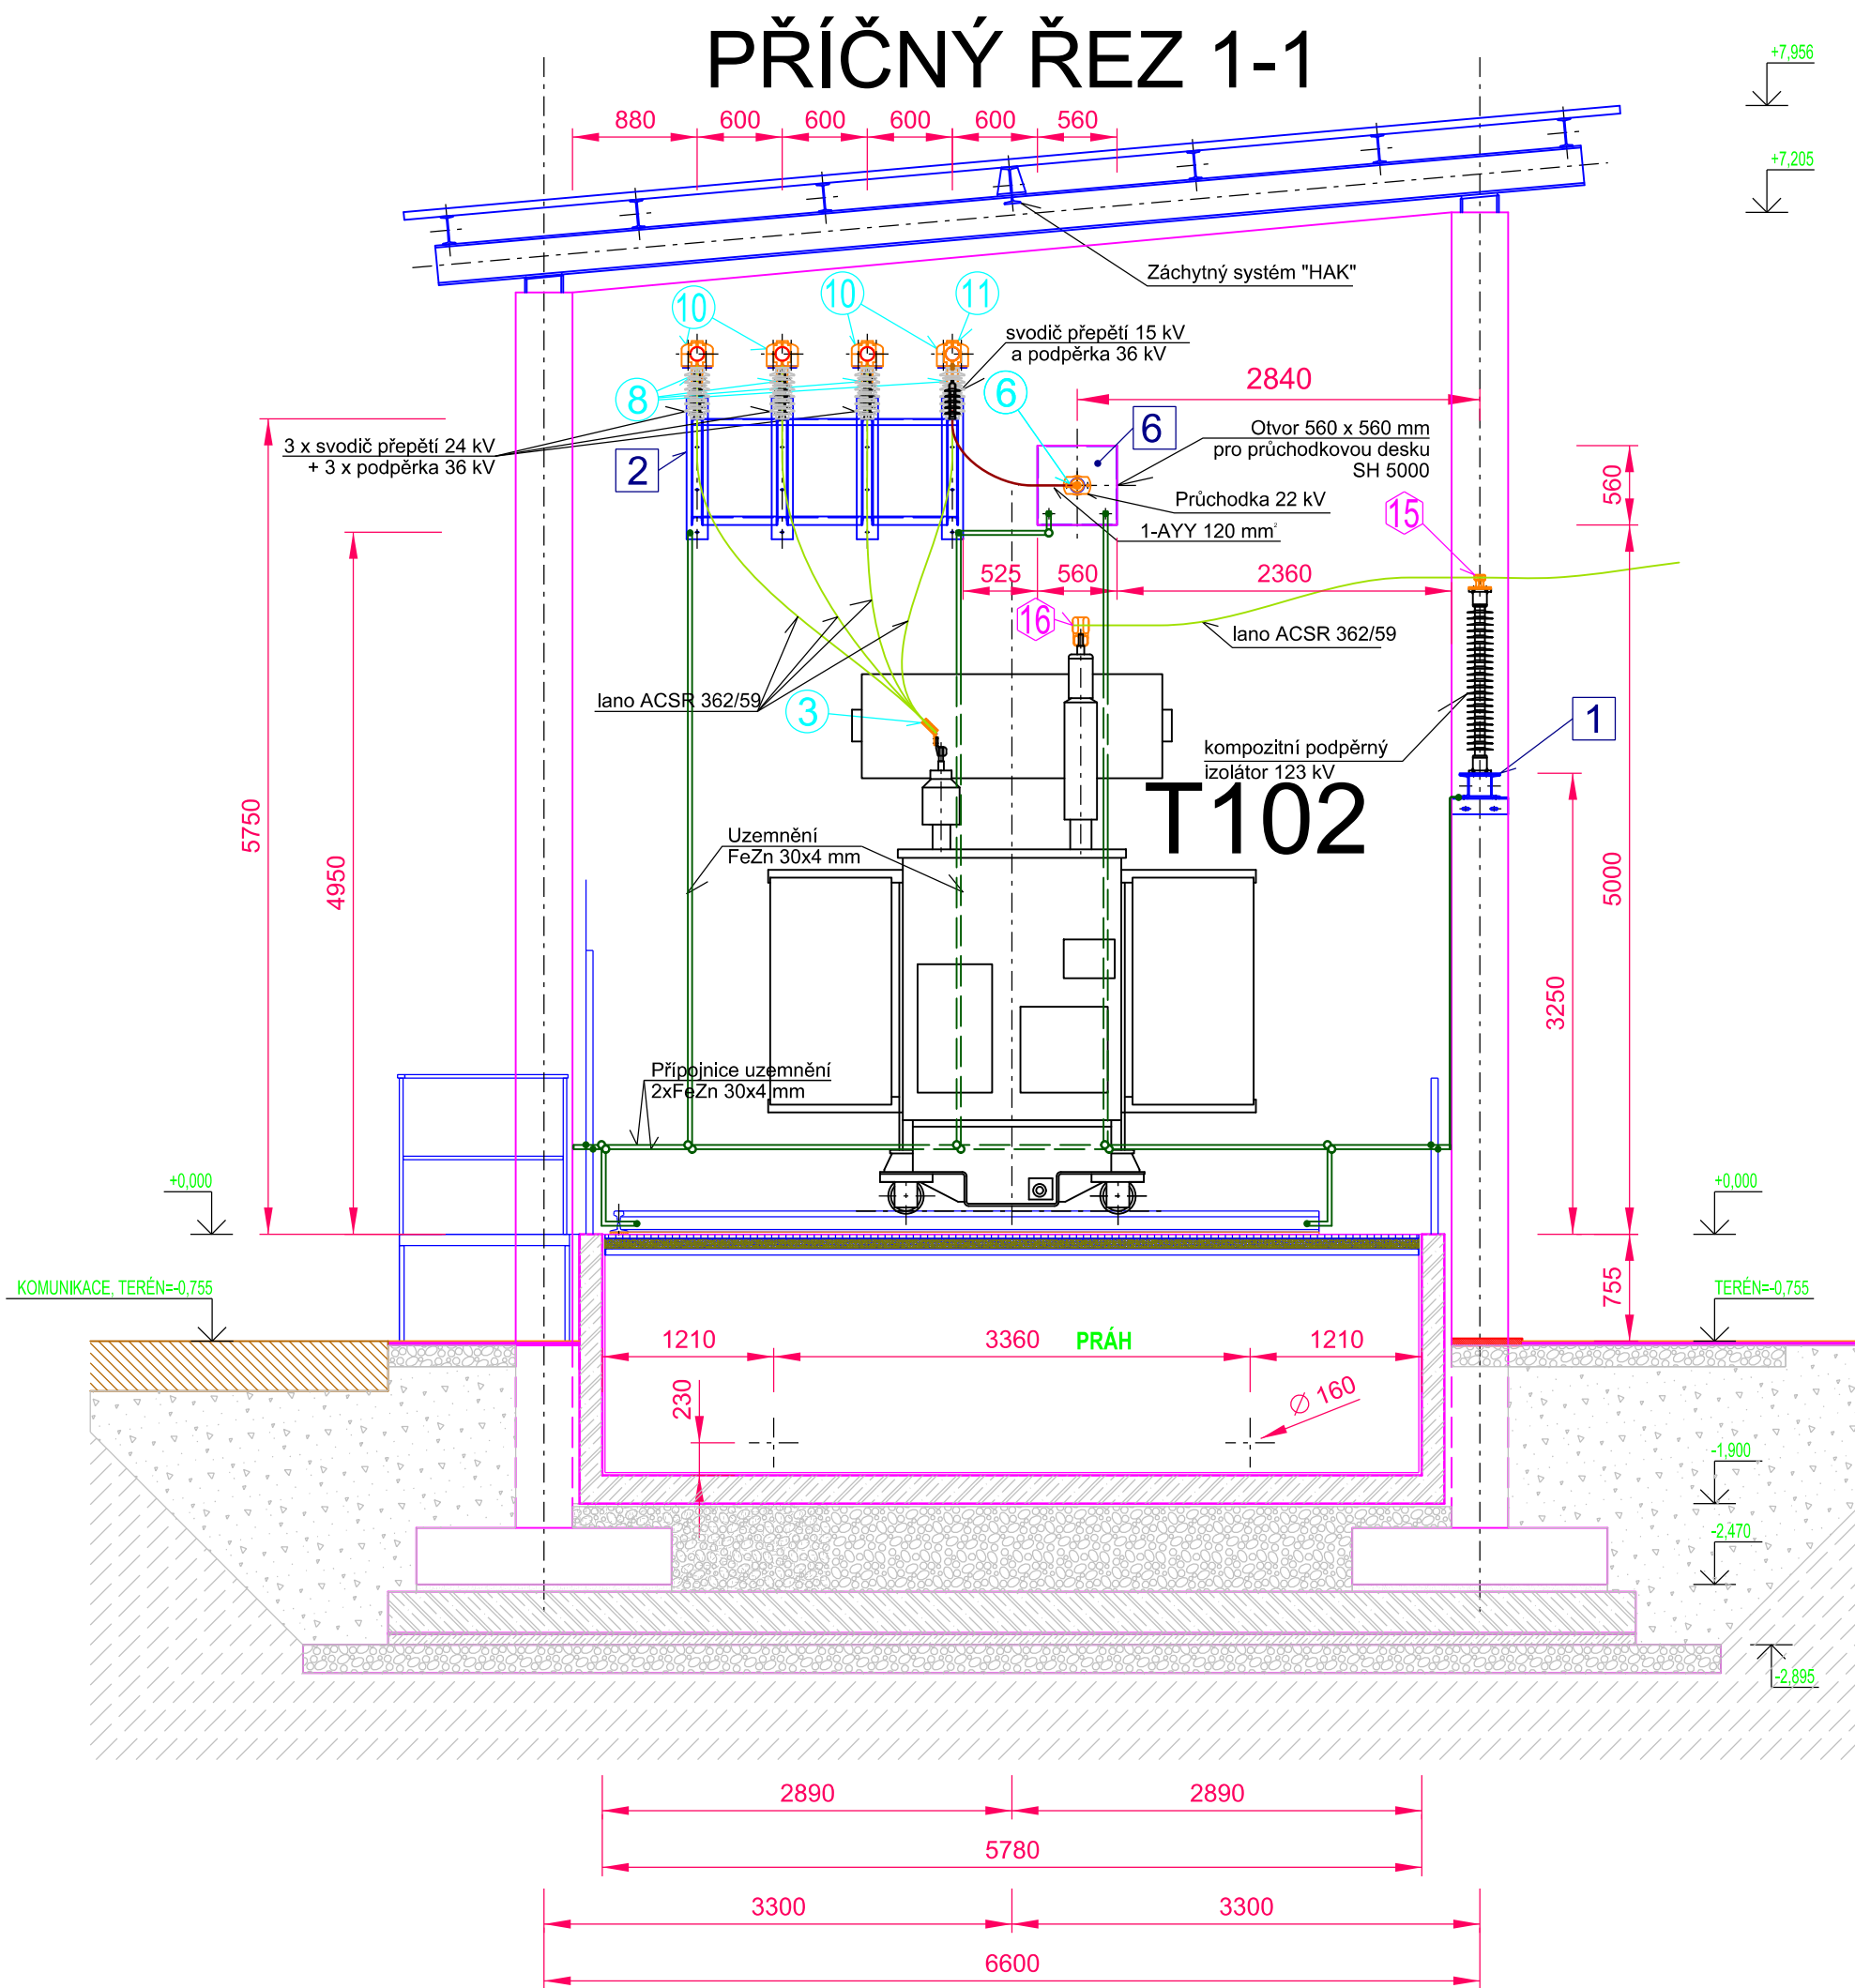 PŘÍČNÝ ŘEZ 1-1
+7,956
880 600 600 600 600 560
+7,205
Záchytný systém "HAK"
10
10
11
svodič přepětí 15 kV
a podpěrka 36 kV
8
6
2840
3 x svodič přepětí 24 kV
+ 3 x podpěrka 36 kV
2
6
Otvor 560 x 560 mm
pro průchodkovou desku
SH 5000
560
Průchodka 22 kV
15
1-AYY 120 mm²
525 560 2360
16
lano ACSR 362/59
lano ACSR 362/59
3
1
kompozitní podpěrný
izolátor 123 kV
T102
5750
4950
Uzemnění
FeZn 30x4 mm
5000
3250
Přípojnice uzemnění
2xFeZn 30x4 mm
+0,000
+0,000
KOMUNIKACE, TERÉN=-0,755
755
TERÉN=-0,755
1210 3360 PRÁH 1210
230
∅ 160
-1,900
-2,470
-2,895
2890 2890
5780
3300 3300
6600